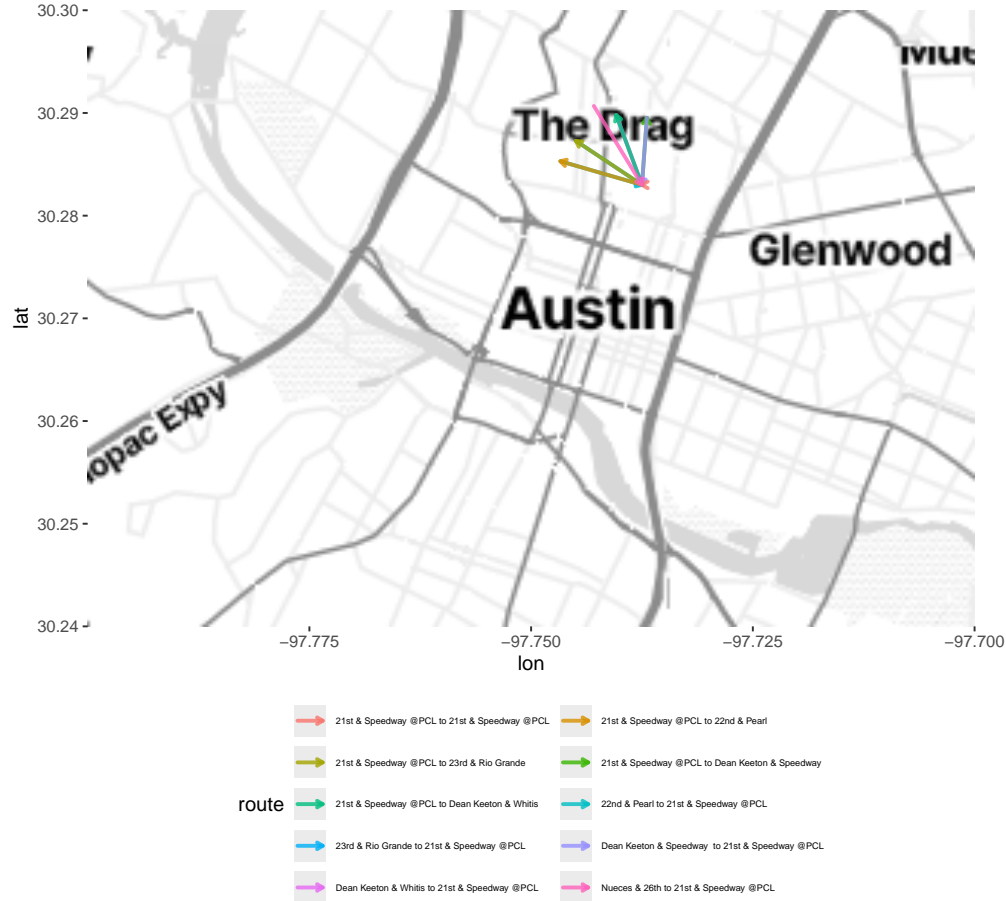 30.30
30.29
30.28
30.27
30.26
30.25
30.24
lat
The Drag
Glenwood
Austin
opac Expy
−97.775
−97.750
−97.725
−97.700
lon
route
21st & Speedway @PCL to 21st & Speedway @PCL
21st & Speedway @PCL to 22nd & Pearl
21st & Speedway @PCL to 23rd & Rio Grande
21st & Speedway @PCL to Dean Keeton & Speedway
21st & Speedway @PCL to Dean Keeton & Whitis
22nd & Pearl to 21st & Speedway @PCL
23rd & Rio Grande to 21st & Speedway @PCL
Dean Keeton & Speedway  to 21st & Speedway @PCL
Dean Keeton & Whitis to 21st & Speedway @PCL
Nueces & 26th to 21st & Speedway @PCL